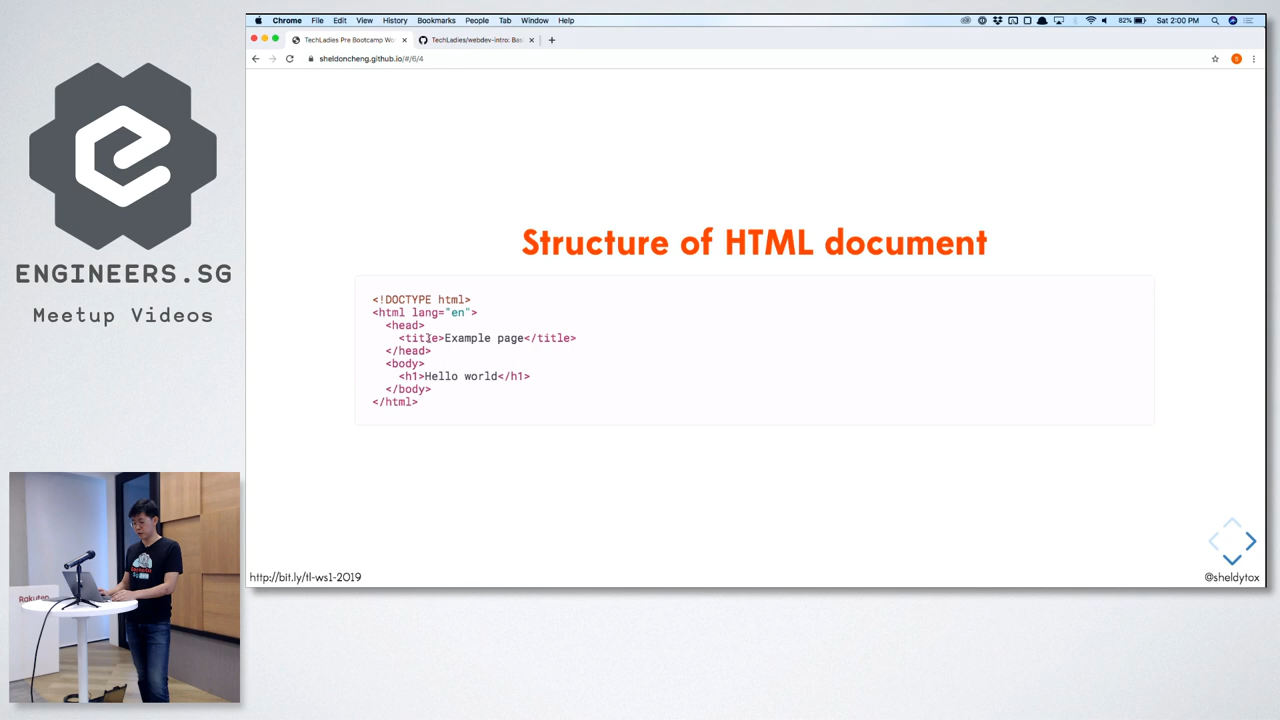 Chrome File Edit View History Bookmarks People Tab Window Help
82% Sat 2:00 PM
TechLadies Pre Bootcamp Wo
TechLadies/webdev-intro: Bas
sheldoncheng.github.io/#/6/4
S
ENGINEERS.SG
Meetup Videos
Structure of HTML document
<!DOCTYPE html>
<html lang="en">
<head>
<title>Example page</title>
</head>
<body>
<h1>Hello world</h1>
</body>
</html>
Rakuten
http://bit.ly/tl-ws1-2019
@sheldytox